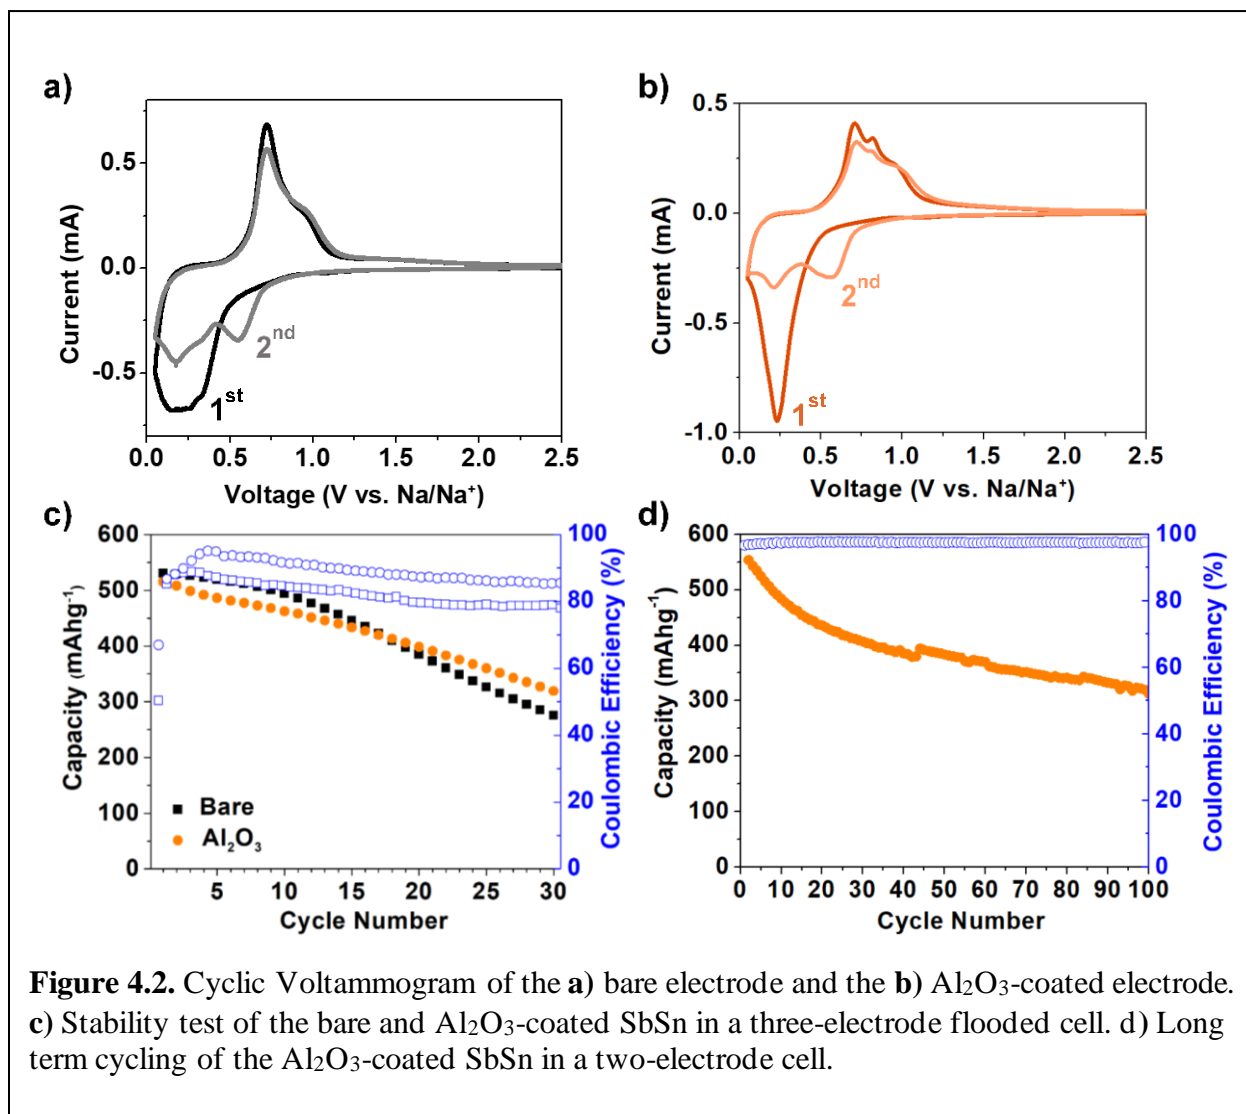 a)
0.5
0.0
-0.5
Current (mA)
2nd
1st
0.0 0.5 1.0 1.5 2.0 2.5
Voltage (V vs. Na/Na+)
b)
0.5
0.0
-0.5
-1.0
Current (mA)
2nd
1st
0.0 0.5 1.0 1.5 2.0 2.5
Voltage (V vs. Na/Na+)
c)
600
500
400
300
200
100
0
Capacity (mAhg-1)
Bare
Al2O3
100
80
60
40
20
0
Coulombic Efficiency (%)
5 10 15 20 25 30
Cycle Number
d)
600
500
400
300
200
100
0
Capacity (mAhg-1)
100
80
60
40
20
0
Coulombic Efficiency (%)
0 10 20 30 40 50 60 70 80 90 100
Cycle Number
Figure 4.2. Cyclic Voltammogram of the a) bare electrode and the b) Al2O3-coated electrode.
c) Stability test of the bare and Al2O3-coated SbSn in a three-electrode flooded cell. d) Long
term cycling of the Al2O3-coated SbSn in a two-electrode cell.